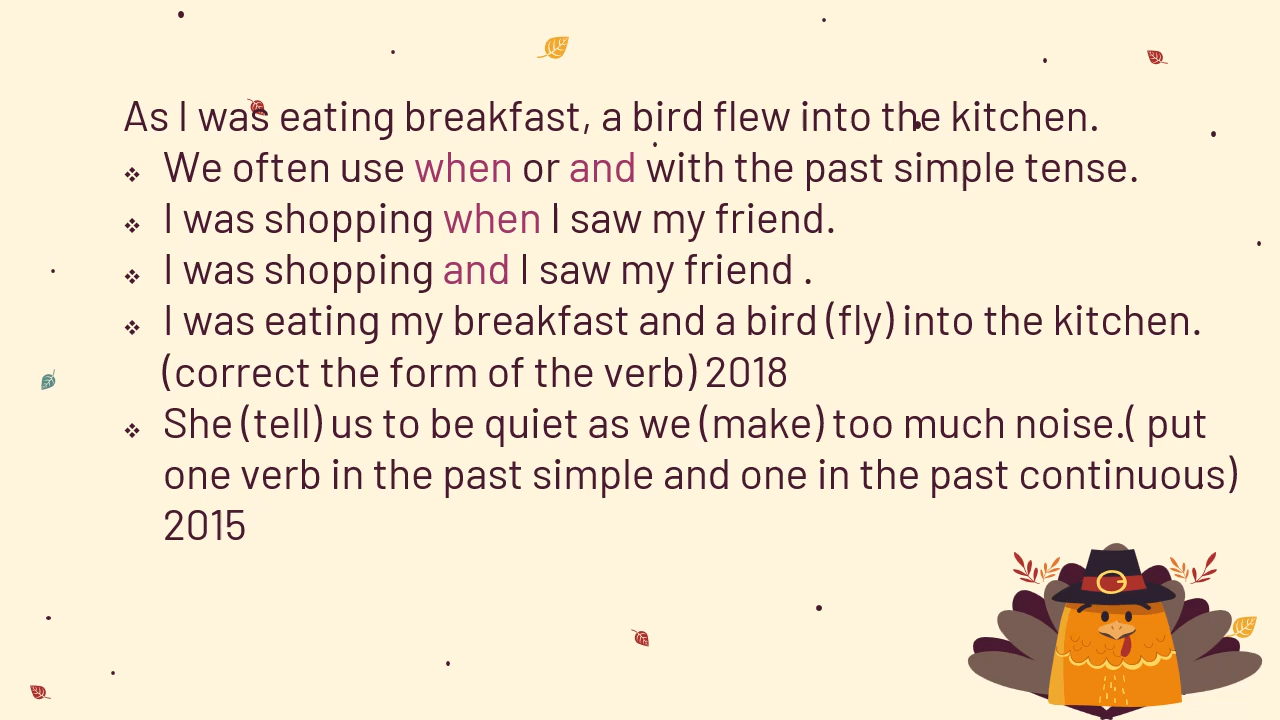 As I was eating breakfast, a bird flew into the kitchen.
❖ We often use when or and with the past simple tense.
❖ I was shopping when I saw my friend.
❖ I was shopping and I saw my friend .
❖ I was eating my breakfast and a bird (fly) into the kitchen.
(correct the form of the verb) 2018
❖ She (tell) us to be quiet as we (make) too much noise.( put
one verb in the past simple and one in the past continuous)
2015